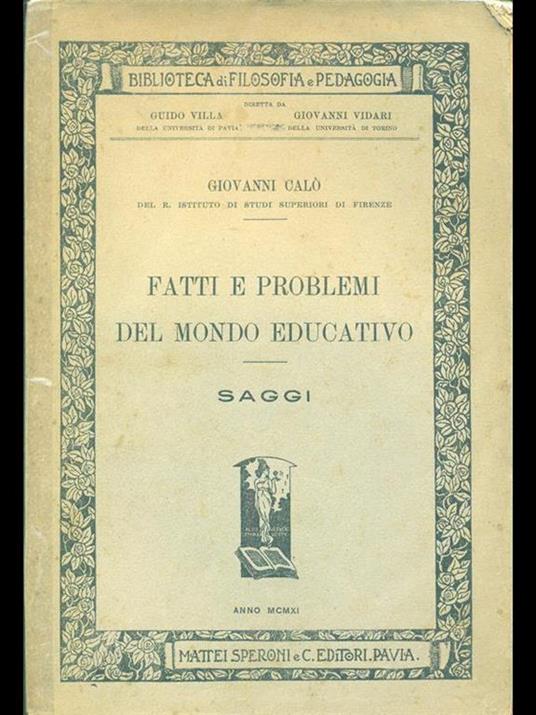 BIBLIOTECA di FILOSOFIA e PEDAGOGIA
DIRETTA DA
GUIDO VILLA GIOVANNI VIDARI
DELLA UNIVERSITÀ DI PAVIA DELLA UNIVERSITÀ DI TORINO
GIOVANNI CALÒ
DEL R. ISTITUTO DI STUDI SUPERIORI DI FIRENZE
FATTI E PROBLEMI
DEL MONDO EDUCATIVO
SAGGI
ANNO MCMXI
MATTEI SPERONI e C. EDITORI. PAVIA.